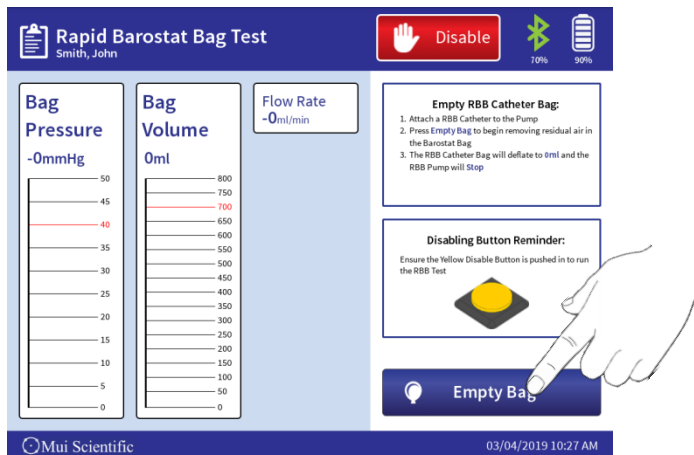 Rapid Barostat Bag Test
Smith, John
Disable
70%
90%
Bag
Pressure
-0mmHg
50
45
40
35
30
25
20
15
10
5
0
Bag
Volume
0ml
800
750
700
650
600
550
500
450
400
350
300
250
200
150
100
50
0
Flow Rate
-0ml/min
Empty RBB Catheter Bag:
1. Attach a RBB Catheter to the Pump
2. Press Empty Bag to begin removing residual air in
the Barostat Bag
3. The RBB Catheter Bag will deflate to 0ml and the
RBB Pump will Stop
Disabling Button Reminder:
Ensure the Yellow Disable Button is pushed in to run
the RBB Test
Empty Bag
Mui Scientific
03/04/2019 10:27 AM